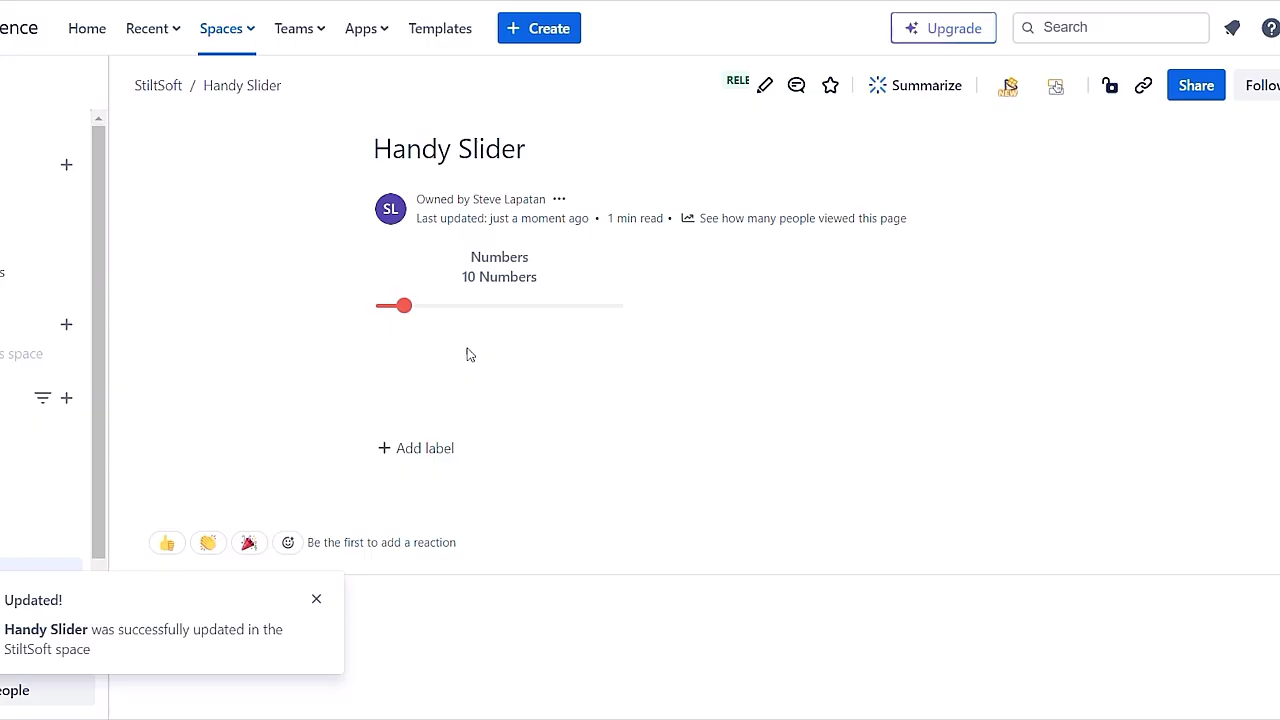 ence Home Recent Spaces Teams Apps Templates + Create Upgrade Search
StiltSoft / Handy Slider RELE Summarize NEW Share Follow
Handy Slider
SL
Owned by Steve Lapatan •••
Last updated: just a moment ago • 1 min read • See how many people viewed this page
Numbers
10 Numbers
s
s space
+ Add label
Be the first to add a reaction
Updated!
Handy Slider was successfully updated in the
StiltSoft space
eople